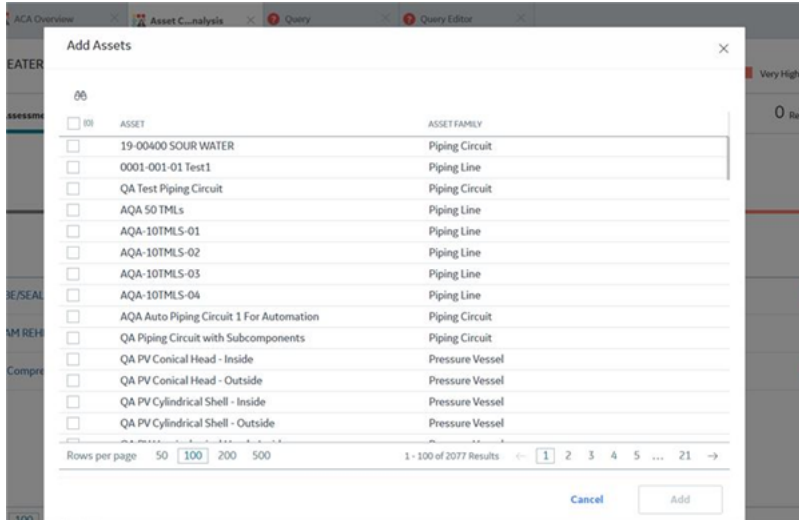 ACA Overview
Asset C...nalysis
Query
Query Editor
EATER
Very High
ssessme
0 Re
BE/SEAL
AM REH
Compre
100
Add Assets
(0) ASSET ASSET FAMILY
19-00400 SOUR WATER Piping Circuit
0001-001-01 Test1 Piping Line
QA Test Piping Circuit Piping Circuit
AQA 50 TMLs Piping Line
AQA-10TMLS-01 Piping Line
AQA-10TMLS-02 Piping Line
AQA-10TMLS-03 Piping Line
AQA-10TMLS-04 Piping Line
AQA Auto Piping Circuit 1 For Automation Piping Circuit
QA Piping Circuit with Subcomponents Piping Circuit
QA PV Conical Head - Inside Pressure Vessel
QA PV Conical Head - Outside Pressure Vessel
QA PV Cylindrical Shell - Inside Pressure Vessel
QA PV Cylindrical Shell - Outside Pressure Vessel
Rows per page 50 100 200 500 1 - 100 of 2077 Results ← 1 2 3 4 5 ... 21 →
Cancel Add